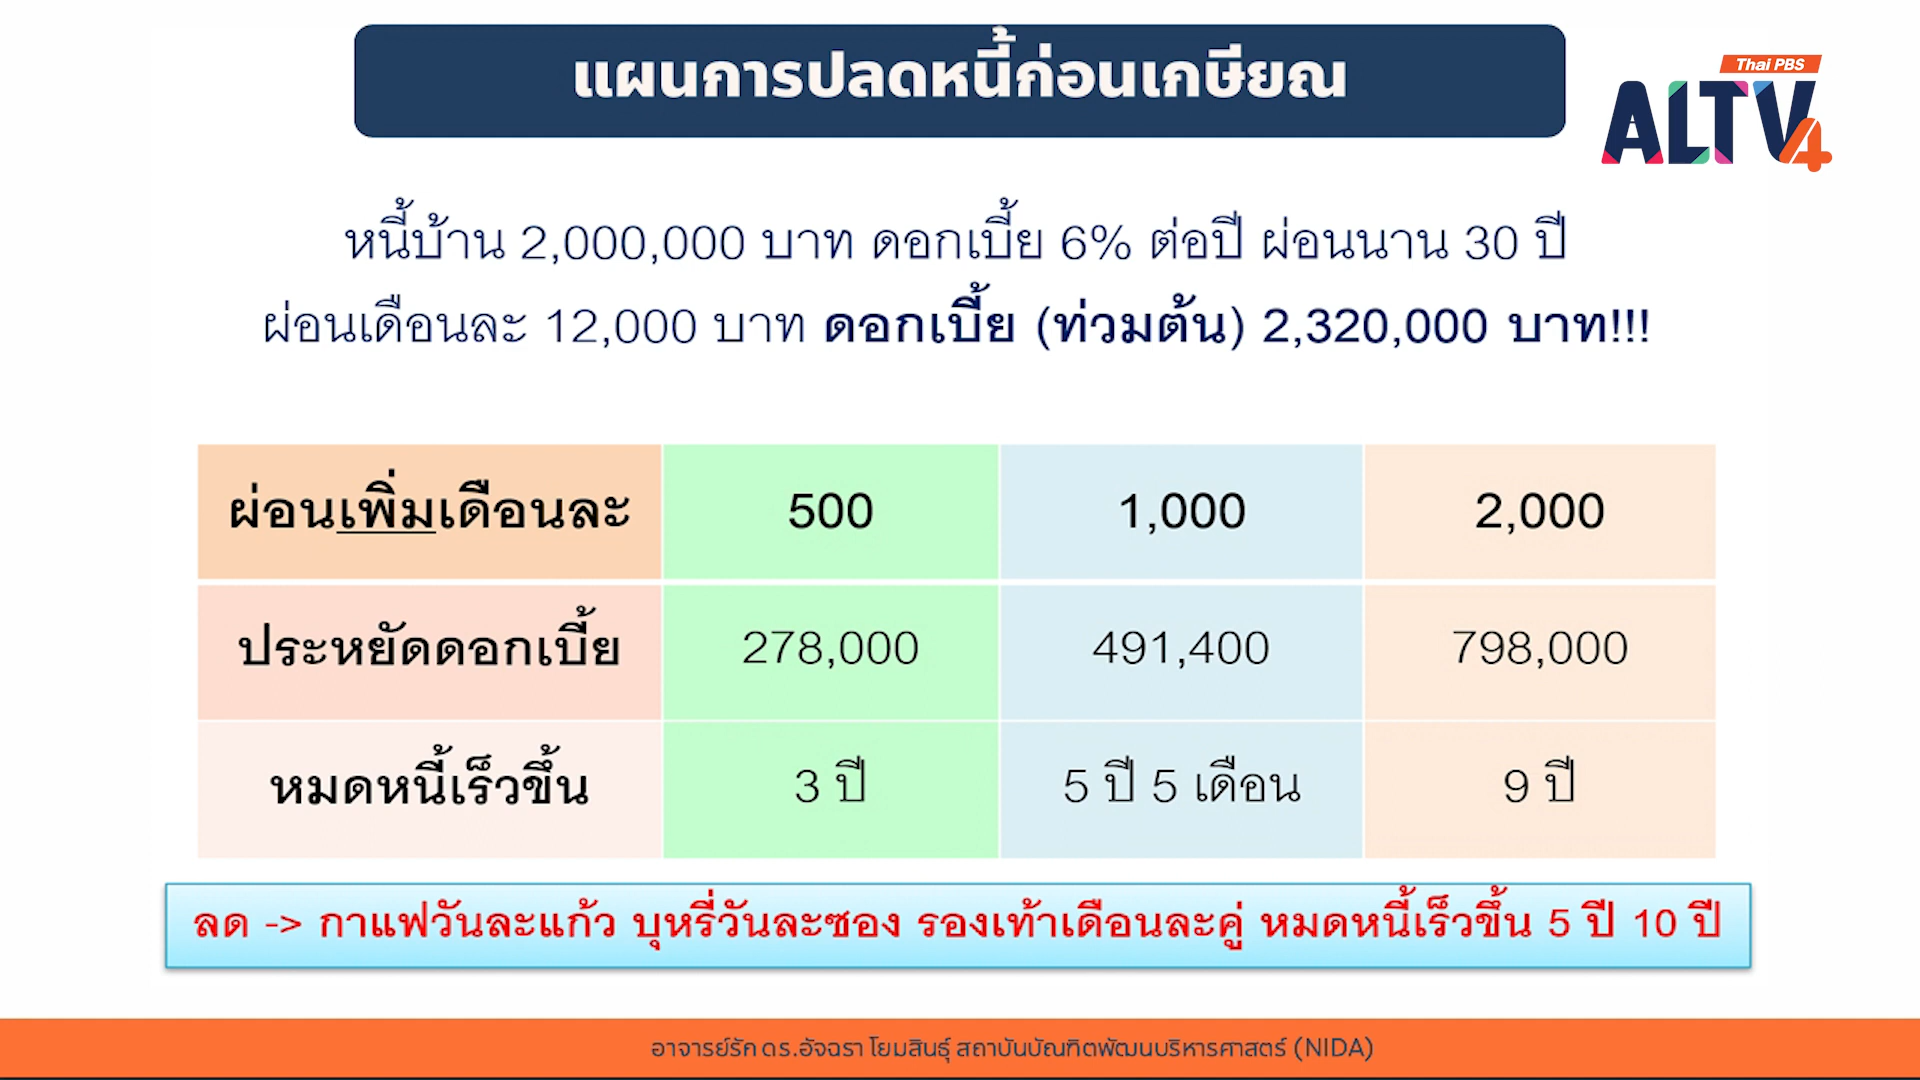 แผนการปลดหนี้ก่อนเกษียณ
Thai PBS
ALTV4
หนี้บ้าน 2,000,000 บาท ดอกเบี้ย 6% ต่อปี ผ่อนนาน 30 ปี
ผ่อนเดือนละ 12,000 บาท ดอกเบี้ย (ท่วมต้น) 2,320,000 บาท!!!
ผ่อนเพิ่มเดือนละ 500 1,000 2,000
ประหยัดดอกเบี้ย 278,000 491,400 798,000
หมดหนี้เร็วขึ้น 3 ปี 5 ปี 5 เดือน 9 ปี
ลด -> กาแฟวันละแก้ว บุหรี่วันละซอง รองเท้าเดือนละคู่ หมดหนี้เร็วขึ้น 5 ปี 10 ปี
อาจารย์รัก ดร.อัจฉรา โยมสินธุ์ สถาบันบัณฑิตพัฒนบริหารศาสตร์ (NIDA)